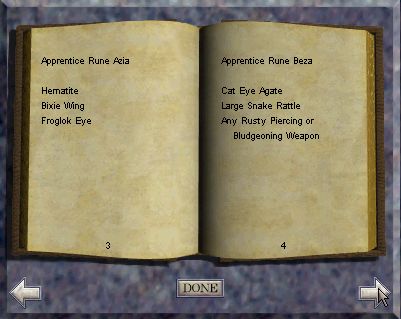 Apprentice Rune Azia
Hematite
Bixie Wing
Froglok Eye
3
Apprentice Rune Beza
Cat Eye Agate
Large Snake Rattle
Any Rusty Piercing or
Bludgeoning Weapon
4
DONE